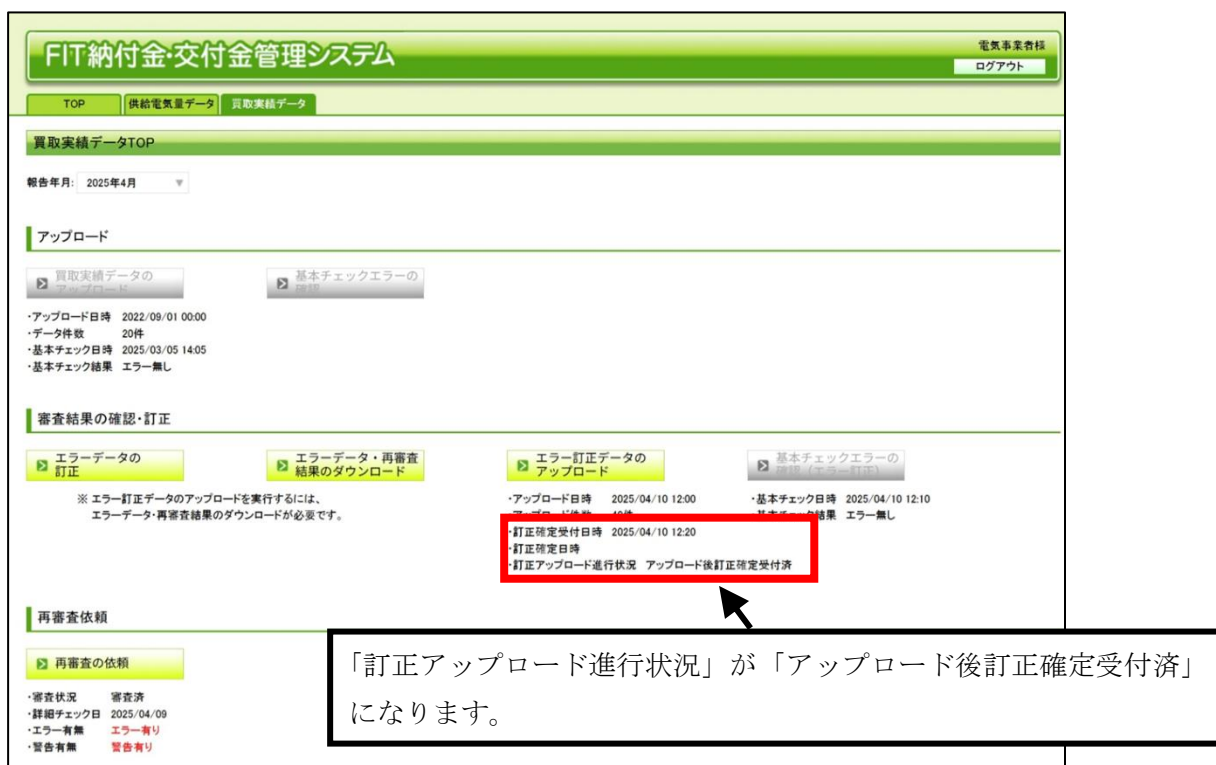 FIT納付金・交付金管理システム
電気事業者様
ログアウト
TOP 供給電気量データ 買取実績データ
買取実績データTOP
報告年月: 2025年4月
アップロード
買取実績データの
アップロード
基本チェックエラーの
確認
・アップロード日時 2022/09/01 00:00
・データ件数 20件
・基本チェック日時 2025/03/05 14:05
・基本チェック結果 エラー無し
審査結果の確認・訂正
エラーデータの
訂正
エラーデータ・再審査
結果のダウンロード
エラー訂正データの
アップロード
基本チェックエラーの
確認（エラー訂正）
※ エラー訂正データのアップロードを実行するには、
エラーデータ・再審査結果のダウンロードが必要です。
・アップロード日時 2025/04/10 12:00
・アップロード件数
・訂正確定受付日時 2025/04/10 12:20
・訂正確定日時
・訂正アップロード進行状況 アップロード後訂正確定受付済
・基本チェック日時 2025/04/10 12:10
・基本チェック結果 エラー無し
再審査依頼
再審査の依頼
・審査状況 審査済
・詳細チェック日 2025/04/09
・エラー有無 エラー有り
・警告有無 警告有り
「訂正アップロード進行状況」が「アップロード後訂正確定受付済」
になります。